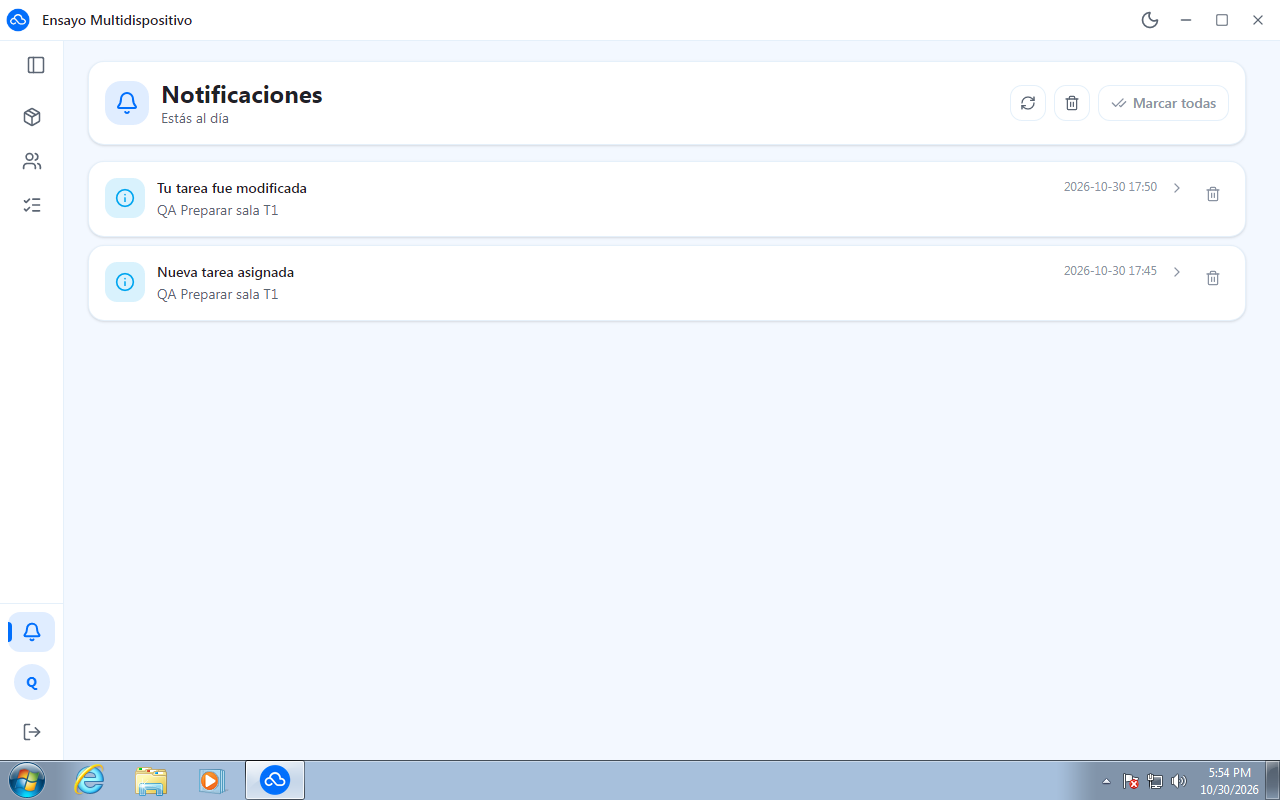 Ensayo Multidispositivo
Notificaciones
Estás al día
Marcar todas
Tu tarea fue modificada
2026-10-30 17:50
QA Preparar sala T1
Nueva tarea asignada
2026-10-30 17:45
QA Preparar sala T1
Q
5:54 PM
10/30/2026